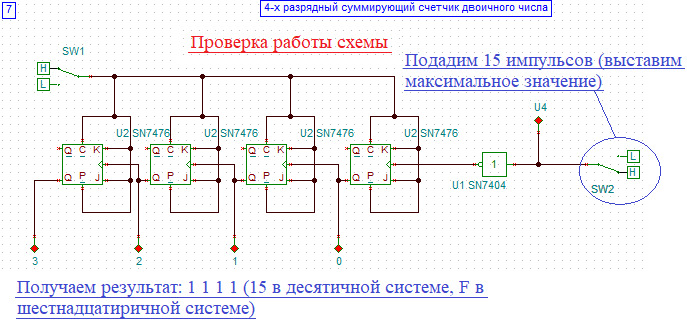 7
4-х разрядный суммирующий счетчик двоичного числа
Проверка работы схемы
Подадим 15 импульсов (выставим
максимальное значение)
SW1
H
L
U4
U2 SN7476 U2 SN7476 U2 SN7476 U2 SN7476
Q C K Q C K Q C K Q C K
1
L
H
Q P J Q P J Q P J Q P J
U1 SN7404
SW2
3 2 1 0
Получаем результат: 1 1 1 1 (15 в десятичной системе, F в
шестнадцатиричной системе)